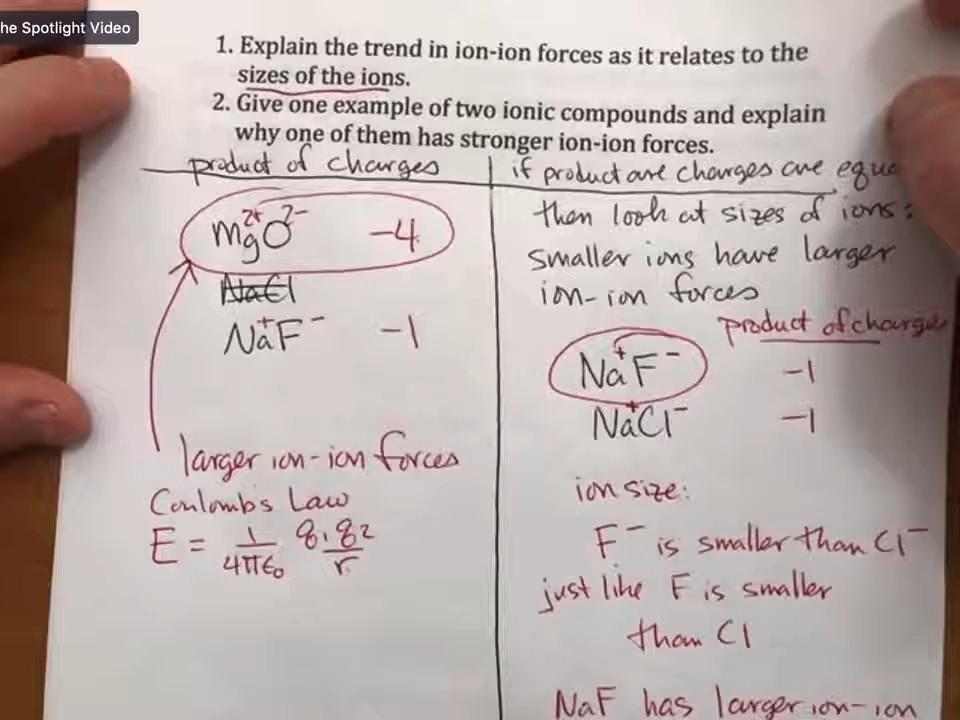 he Spotlight Video
1. Explain the trend in ion-ion forces as it relates to the
sizes of the ions.
2. Give one example of two ionic compounds and explain
why one of them has stronger ion-ion forces.
product of charges
Mg2+O2- -4
NaCl
Na+F- -1
larger ion-ion forces
Coulomb's Law
E = 1/4πε0 q1q2/r
if product are charges are equa
then look at sizes of ions:
smaller ions have larger
ion-ion forces
product of charges
Na+F- -1
Na+Cl- -1
ion size:
F- is smaller than Cl-
just like F is smaller
than Cl
NaF has larger ion-ion